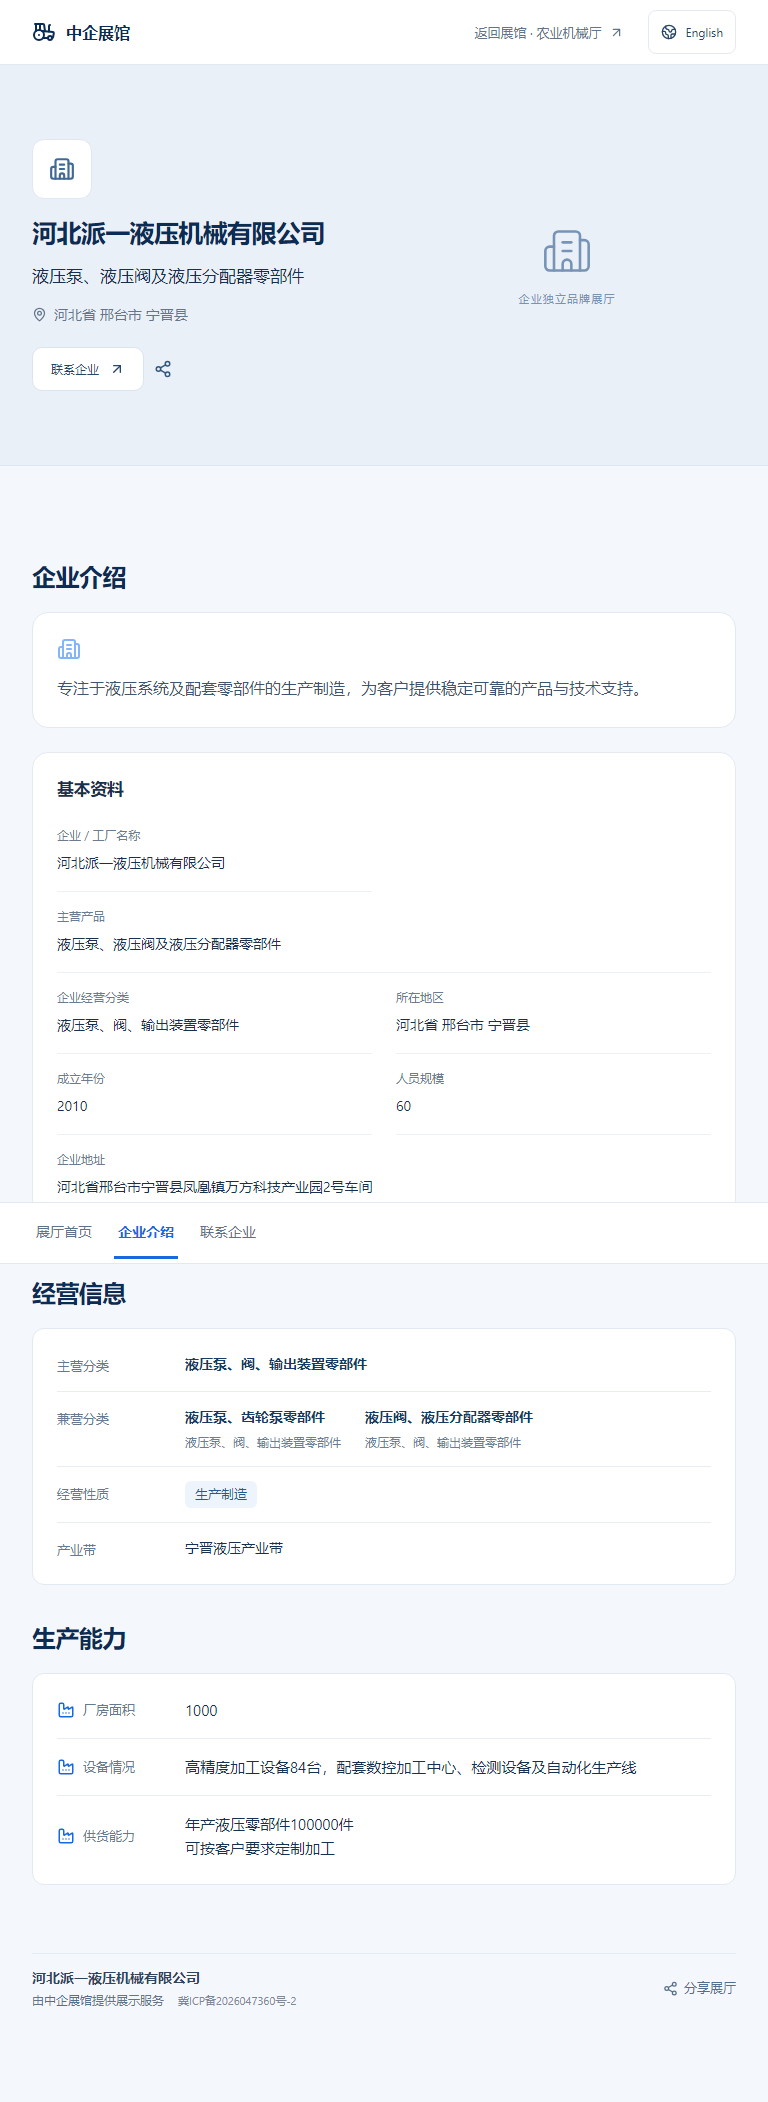 中企展馆
返回展馆 · 农业机械厅
English
河北派一液压机械有限公司
液压泵、液压阀及液压分配器零部件
河北省 邢台市 宁晋县
联系企业
企业独立品牌展厅
企业介绍
专注于液压系统及配套零部件的生产制造，为客户提供稳定可靠的产品与技术支持。
基本资料
企业 / 工厂名称
河北派一液压机械有限公司
主营产品
液压泵、液压阀及液压分配器零部件
企业经营分类
所在地区
液压泵、阀、输出装置零部件
河北省 邢台市 宁晋县
成立年份
人员规模
2010
60
企业地址
河北省邢台市宁晋县凤凰镇万方科技产业园2号车间
展厅首页
企业介绍
联系企业
经营信息
主营分类
液压泵、阀、输出装置零部件
兼营分类
液压泵、齿轮泵零部件
液压阀、液压分配器零部件
液压泵、阀、输出装置零部件
液压泵、阀、输出装置零部件
经营性质
生产制造
产业带
宁晋液压产业带
生产能力
厂房面积
1000
设备情况
高精度加工设备84台，配套数控加工中心、检测设备及自动化生产线
供货能力
年产液压零部件100000件
可按客户要求定制加工
河北派一液压机械有限公司
由中企展馆提供展示服务
冀ICP备2026047360号-2
分享展厅